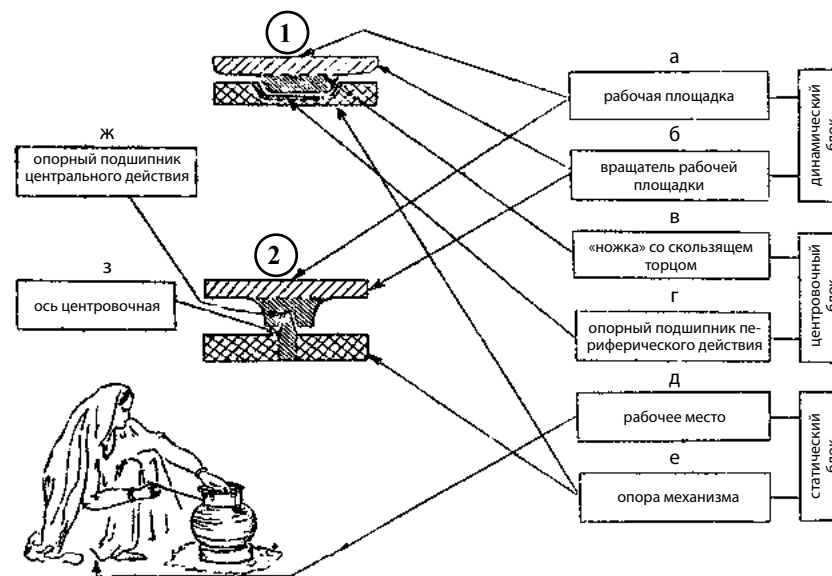 1
а
рабочая площадка
б
вращатель рабочей
площадки
динамический
блок
ж
опорный подшипник
центрального действия
в
«ножка» со скользящем
торцом
2
з
ось центровочная
г
опорный подшипник пе-
риферического действия
центровочный
блок
д
рабочее место
е
опора механизма
статический
блок